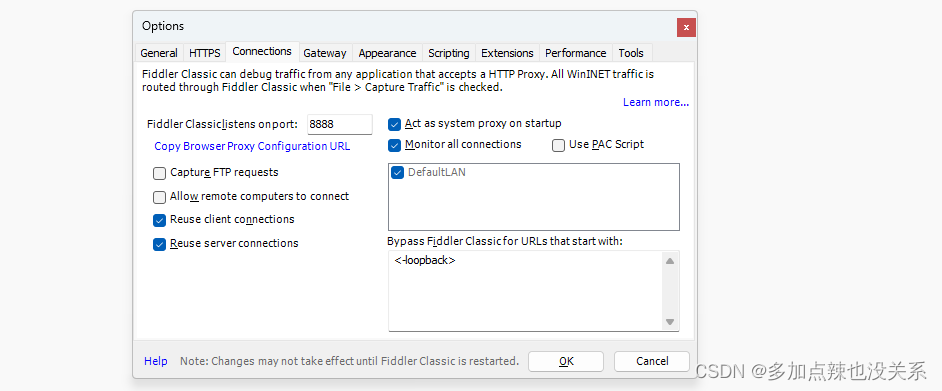 Options
General HTTPS Connections Gateway Appearance Scripting Extensions Performance Tools
Fiddler Classic can debug traffic from any application that accepts a HTTP Proxy. All WinINET traffic is
routed through Fiddler Classic when "File > Capture Traffic" is checked.
Learn more...
Fiddler Classic listens on port: 8888
Copy Browser Proxy Configuration URL
Capture FTP requests
Allow remote computers to connect
Reuse client connections
Reuse server connections
Act as system proxy on startup
Monitor all connections Use PAC Script
DefaultLAN
Bypass Fiddler Classic for URLs that start with:
<-loopback>
Help Note: Changes may not take effect until Fiddler Classic is restarted. OK Cancel
CSDN @多加点辣也没关系